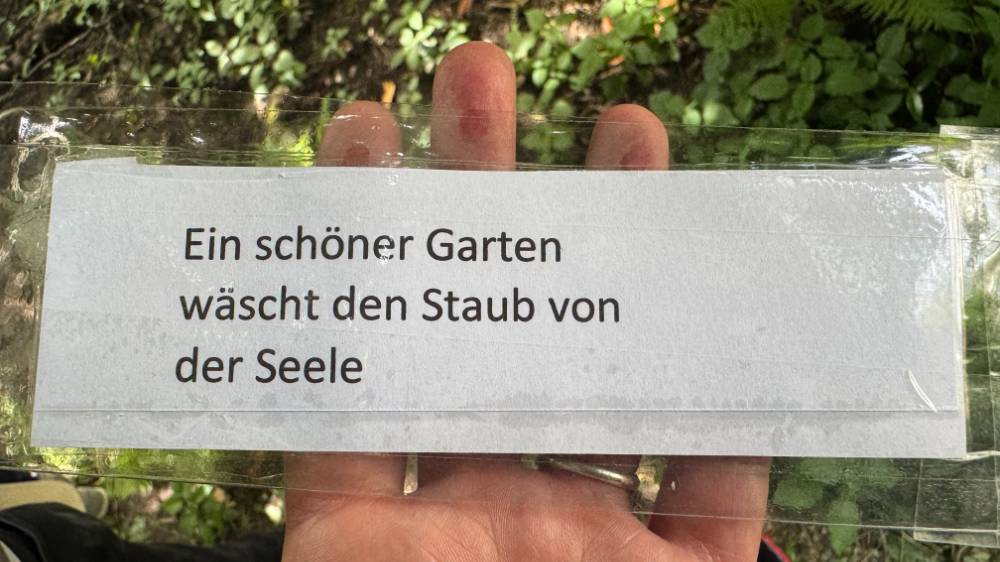 Ein schöner Garten
wäscht den Staub von
der Seele